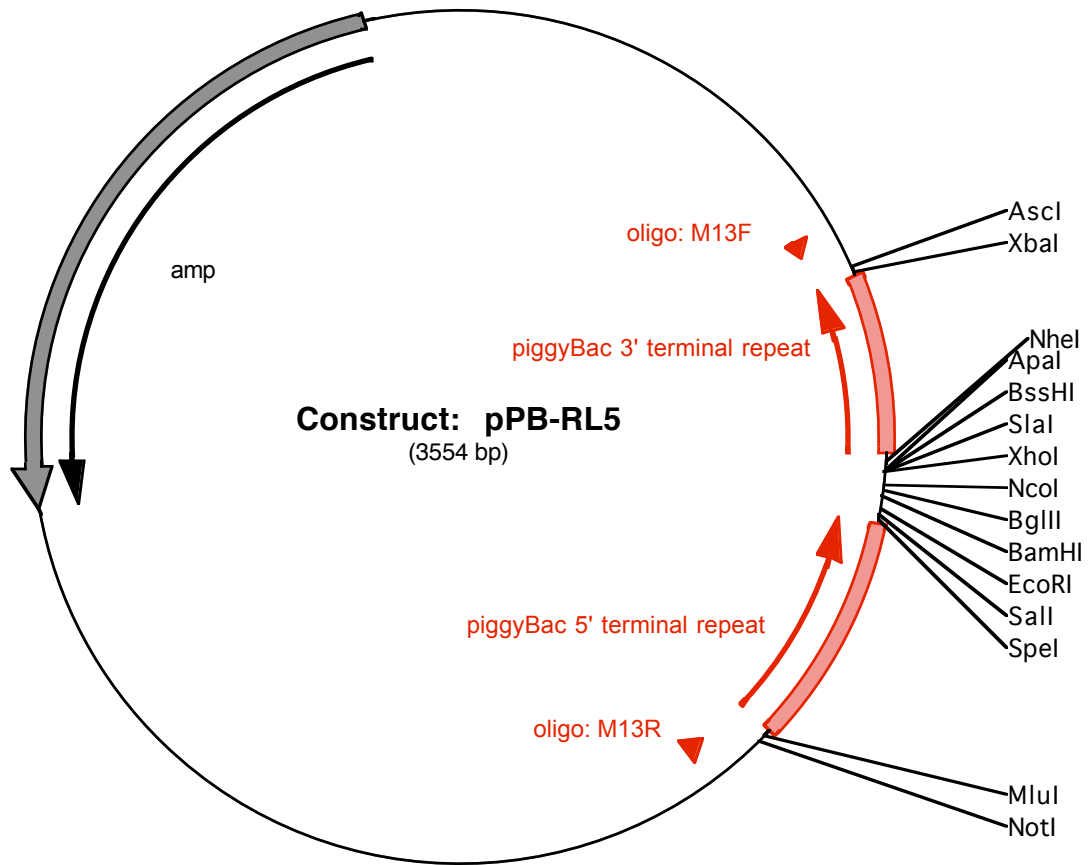 AscI
oligo: M13F
XbaI
amp
NheI
piggyBac 3' terminal repeat
ApaI
BssHI
Construct: pPB-RL5
SlaI
(3554 bp)
XhoI
NcoI
BglII
BamHI
EcoRI
SalI
piggyBac 5' terminal repeat
SpeI
oligo: M13R
MluI
NotI